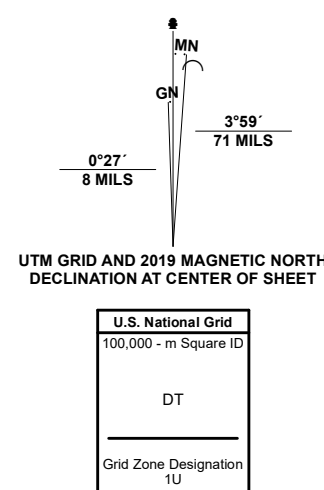 MN
GN
3°59´
71 MILS
0°27´
8 MILS
UTM GRID AND 2019 MAGNETIC NORTH
DECLINATION AT CENTER OF SHEET
U.S. National Grid
100,000 - m Square ID
DT
Grid Zone Designation
1U